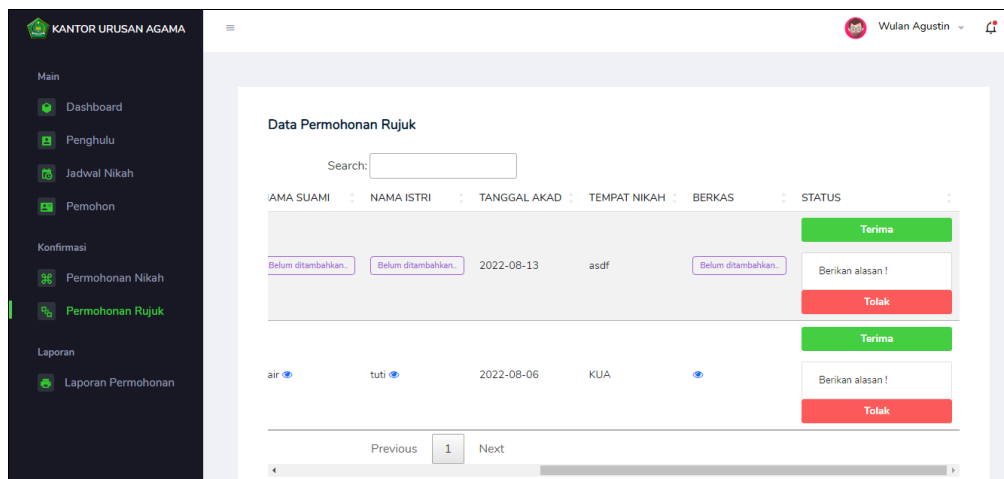 KANTOR URUSAN AGAMA
Wulan Agustin
Main
Dashboard
Penghulu
Jadwal Nikah
Pemohon
Konfirmasi
Permohonan Nikah
Permohonan Rujuk
Laporan
Laporan Permohonan
Data Permohonan Rujuk
Search:
AMA SUAMI NAMA ISTRI TANGGAL AKAD TEMPAT NIKAH BERKAS STATUS
Terima
Belum ditambahkan.. Belum ditambahkan.. 2022-08-13 asdf Belum ditambahkan.. Berikan alasan !
Tolak
Terima
air tuti 2022-08-06 KUA Berikan alasan !
Tolak
Previous 1 Next